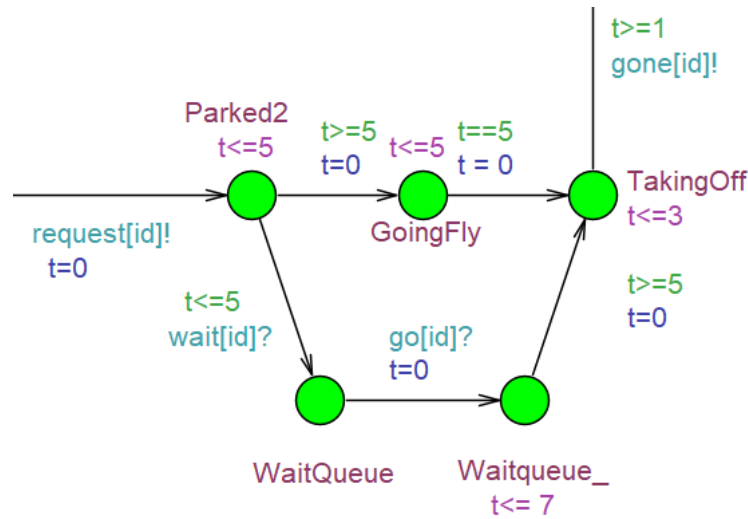 t>=1
gone[id]!
Parked2
t<=5
t>=5
t=0
t<=5
t==5
t = 0
TakingOff
t<=3
GoingFly
request[id]!
t=0
t<=5
wait[id]?
go[id]?
t=0
t>=5
t=0
WaitQueue
Waitqueue_
t<= 7